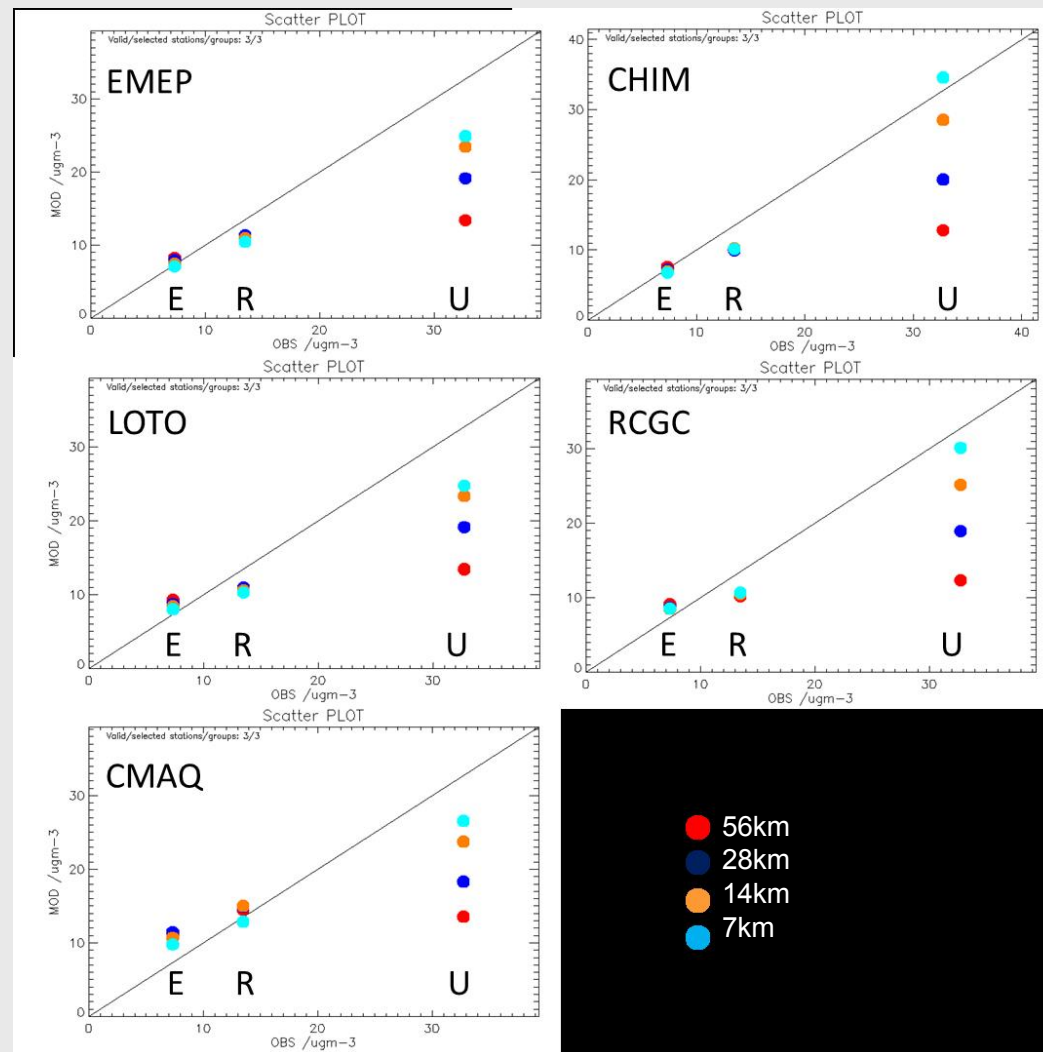 Scatter PLOT
Valid/selected stations/groups: 3/3
EMEP
30
20
10
0
MOD /ugm-3
E R U
0 10 20 30
OBS /ugm-3
Scatter PLOT
40
Valid/selected stations/groups: 3/3
CHIM
30
20
10
0
E R U
0 10 20 30 40
OBS /ugm-3
Scatter PLOT
Valid/selected stations/groups: 3/3
LOTO
30
20
10
0
MOD /ugm-3
E R U
0 10 20 30
OBS /ugm-3
Scatter PLOT
Valid/selected stations/groups: 3/3
RCGC
30
20
10
0
E R U
0 10 20 30
OBS /ugm-3
Scatter PLOT
Valid/selected stations/groups: 3/3
CMAQ
30
20
10
0
MOD /ugm-3
E R U
0 10 20 30
OBS /ugm-3
56km
28km
14km
7km